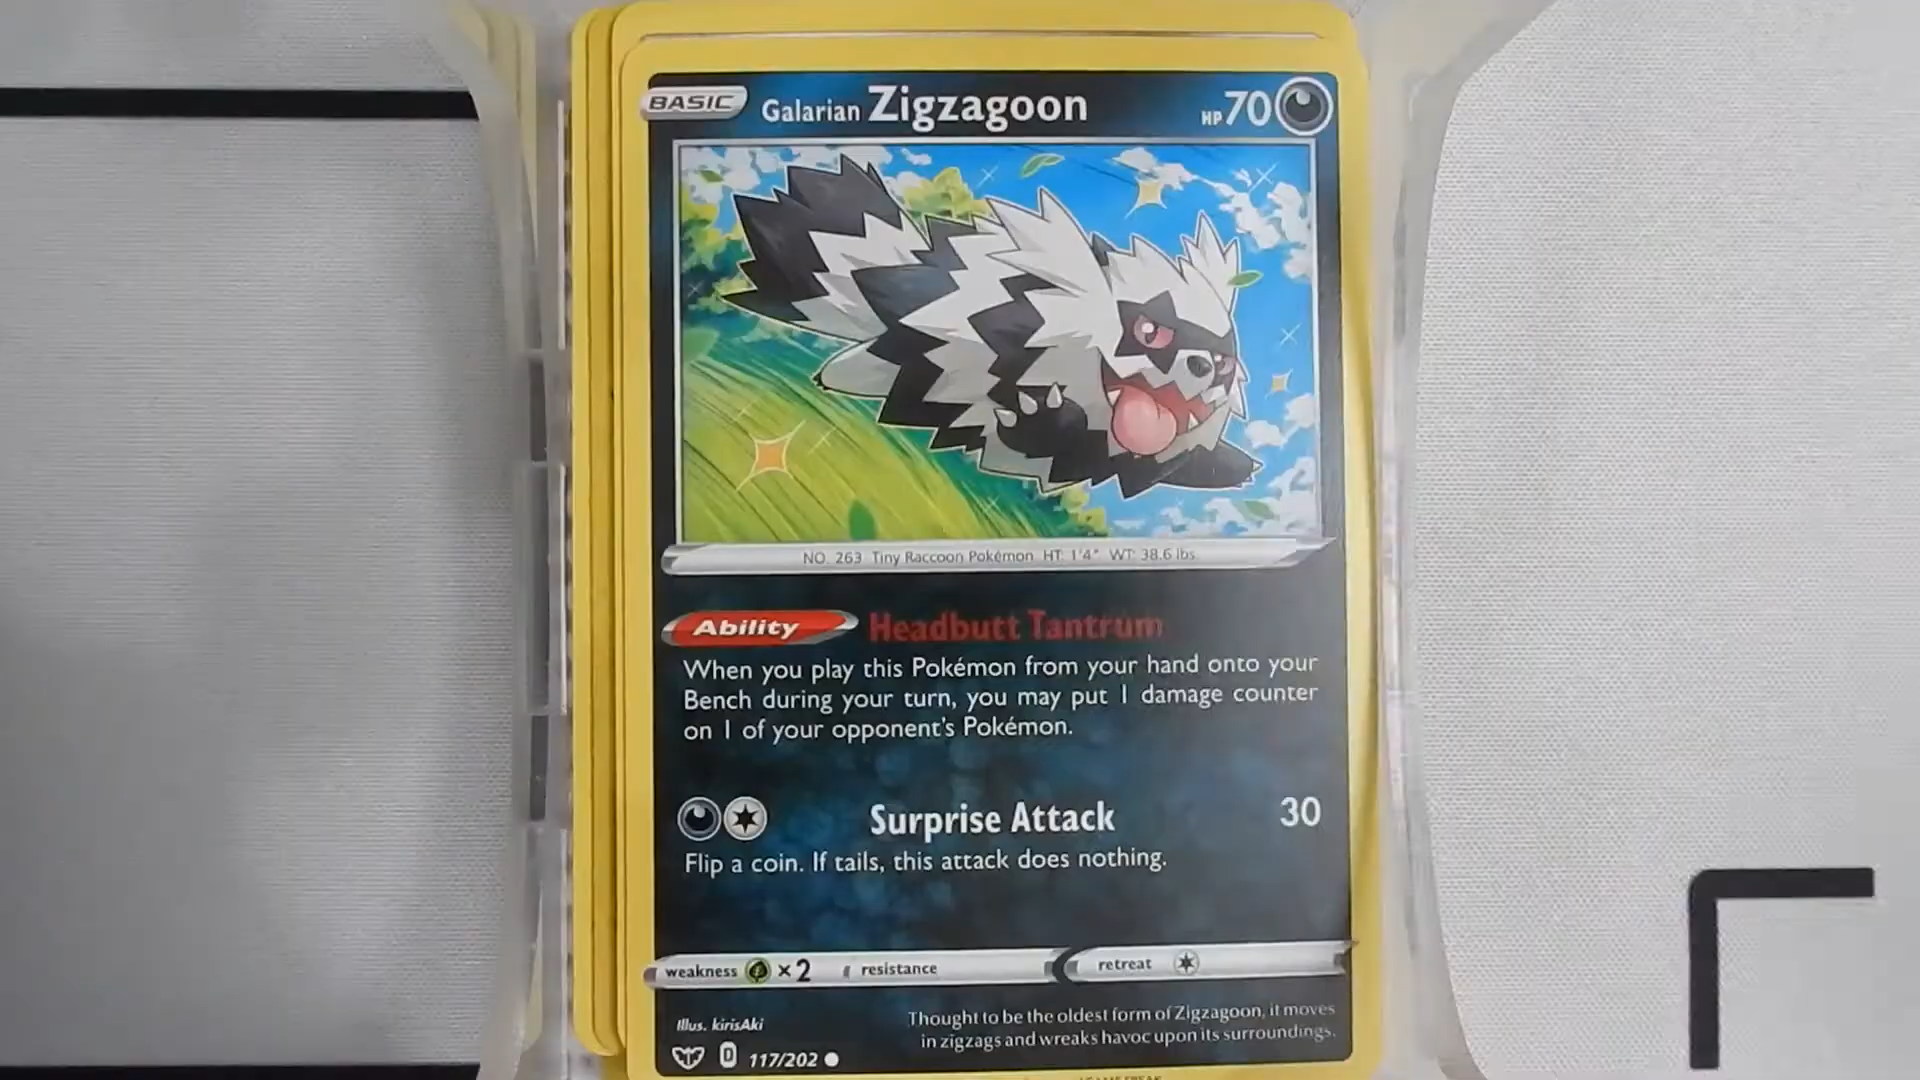 BASIC Galarian Zigzagoon HP 70
NO. 263 Tiny Raccoon Pokémon HT: 1'4" WT: 38.6 lbs.
Ability Headbutt Tantrum
When you play this Pokémon from your hand onto your
Bench during your turn, you may put 1 damage counter
on 1 of your opponent's Pokémon.
Surprise Attack 30
Flip a coin. If tails, this attack does nothing.
weakness ×2 resistance retreat
Illus. kirisAki
Thought to be the oldest form of Zigzagoon, it moves
in zigzags and wreaks havoc upon its surroundings.
D 117/202